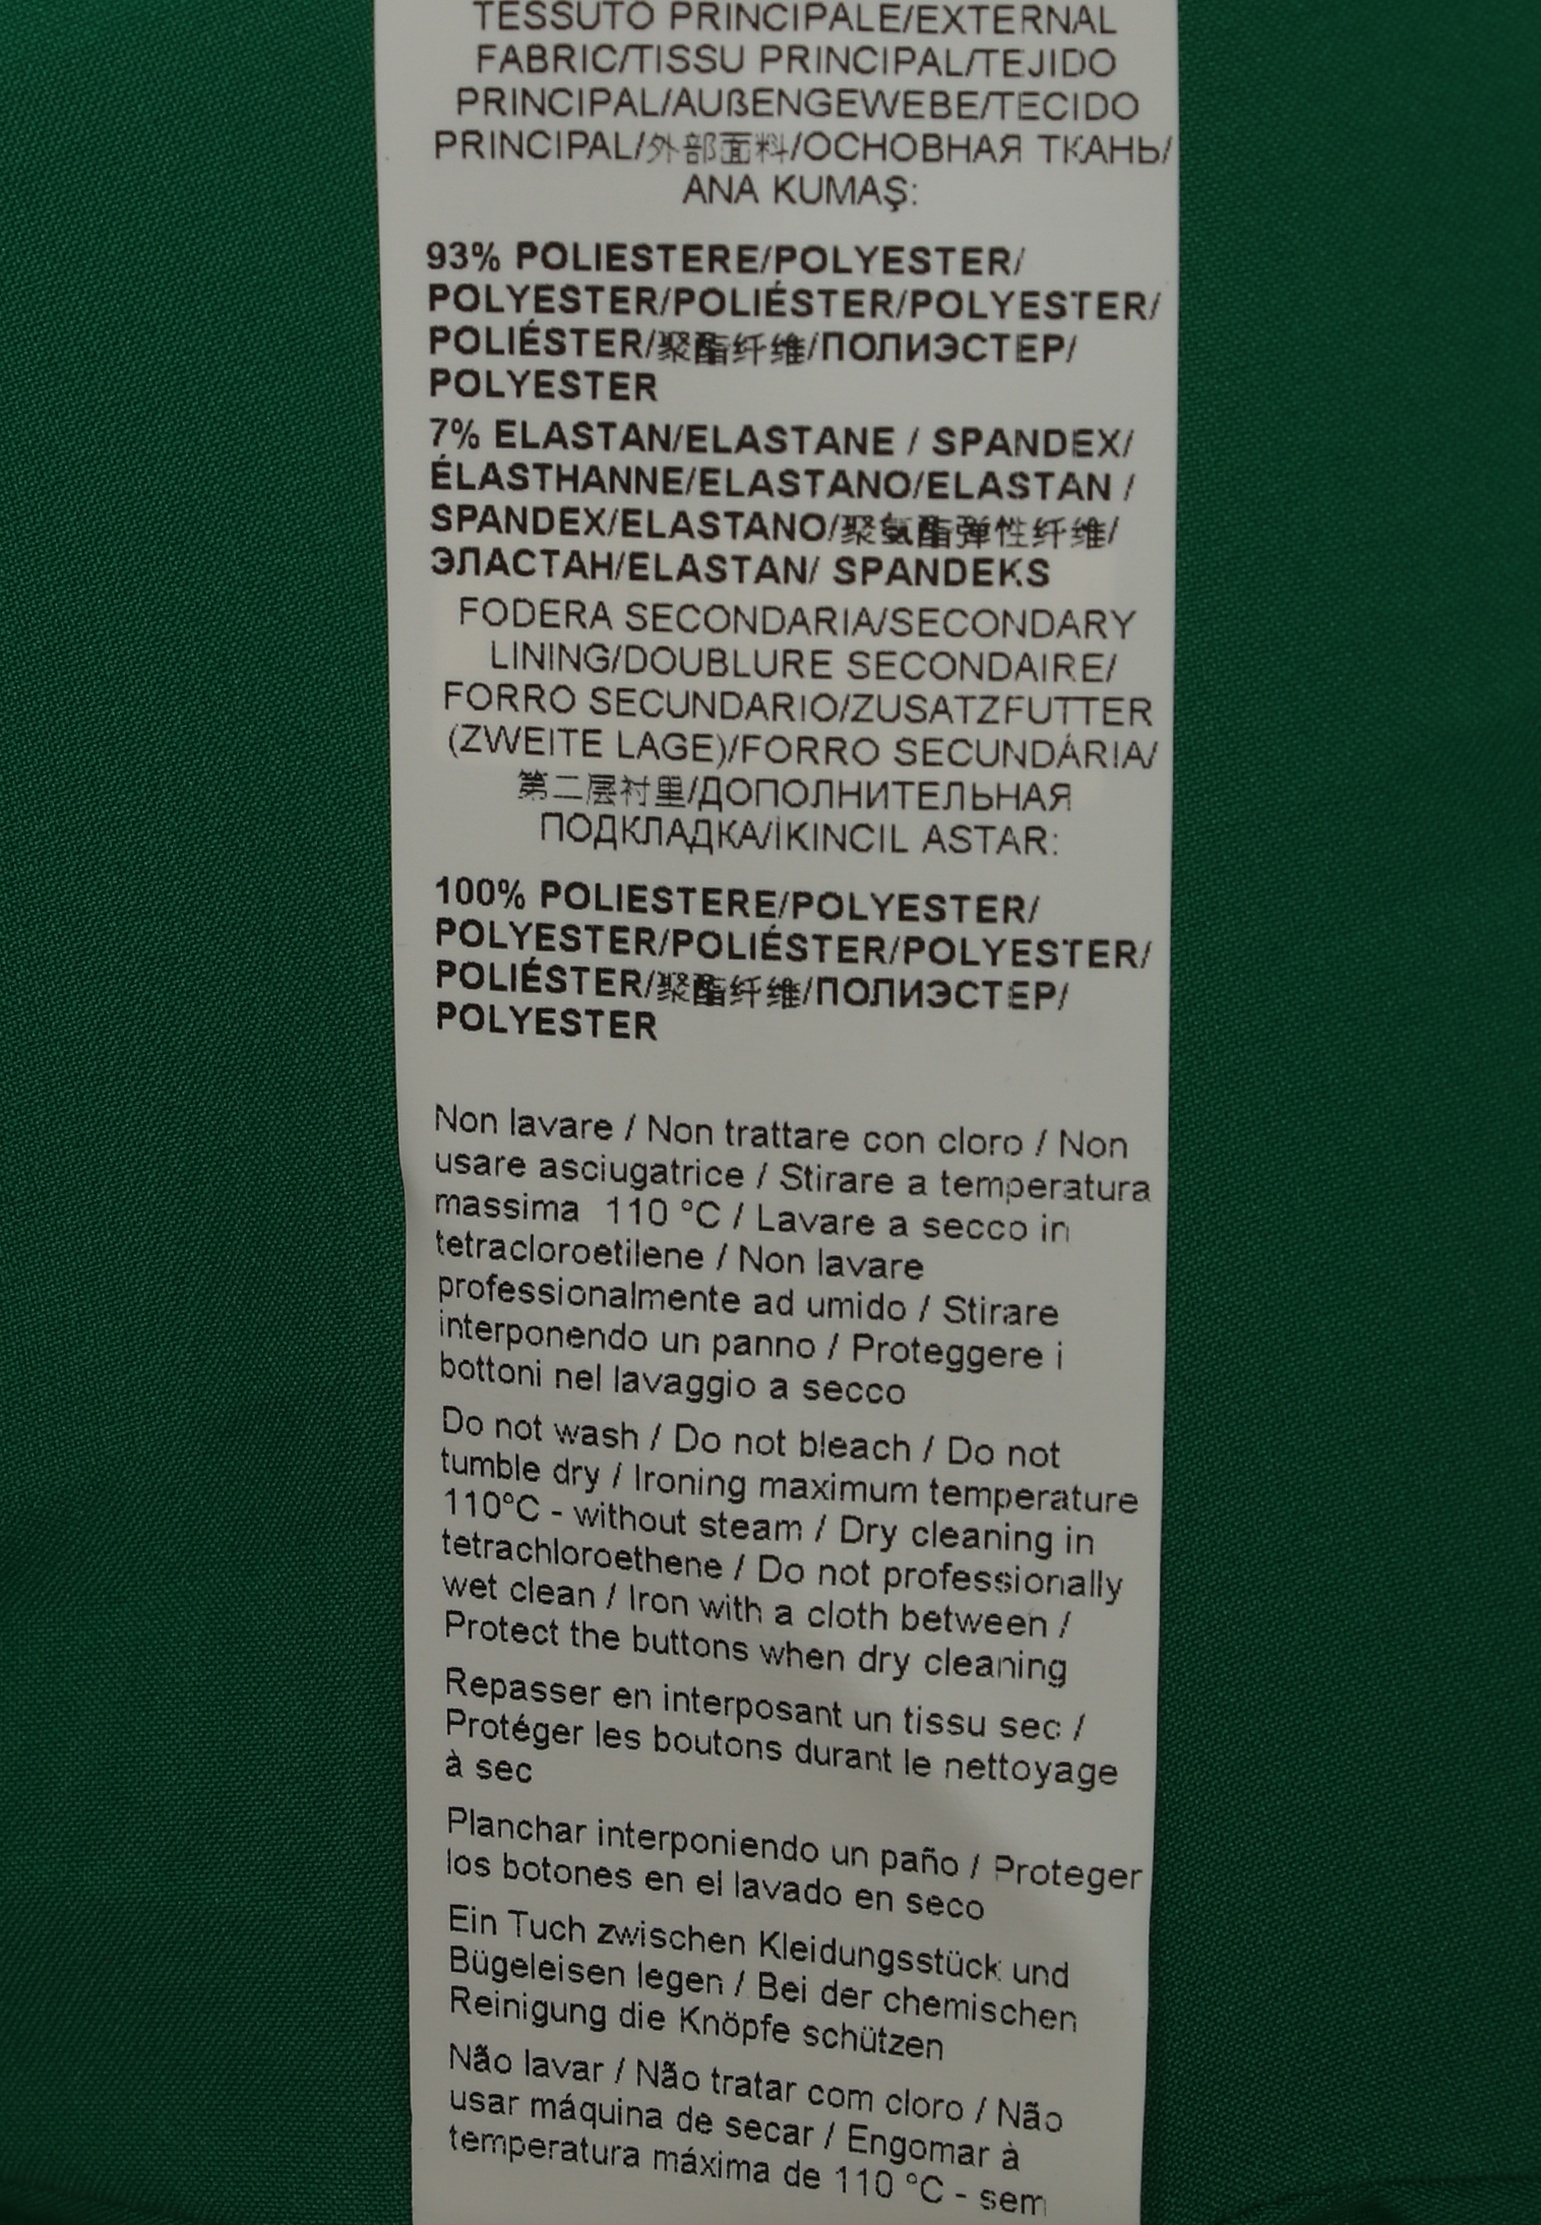 TESSUTO PRINCIPALE/EXTERNAL
FABRIC/TISSU PRINCIPAL/TEJIDO
PRINCIPAL/AUßENGEWEBE/TECIDO
PRINCIPAL/外部面料/ОСНОВНАЯ ТКАНЬ/
ANA KUMAŞ:
93% POLIESTERE/POLYESTER/
POLYESTER/POLIÉSTER/POLYESTER/
POLIÉSTER/聚酯纤维/ПОЛИЭСТЕР/
POLYESTER
7% ELASTAN/ELASTANE / SPANDEX/
ÉLASTHANNE/ELASTANO/ELASTAN /
SPANDEX/ELASTANO/聚氨酯弹性纤维/
ЭЛАСТАН/ELASTAN/ SPANDEKS
FODERA SECONDARIA/SECONDARY
LINING/DOUBLURE SECONDAIRE/
FORRO SECUNDARIO/ZUSATZFUTTER
(ZWEITE LAGE)/FORRO SECUNDÁRIA/
第二层衬里/ДОПОЛНИТЕЛЬНАЯ
ПОДКЛАДКА/İKINCIL ASTAR:
100% POLIESTERE/POLYESTER/
POLYESTER/POLIÉSTER/POLYESTER/
POLIÉSTER/聚酯纤维/ПОЛИЭСТЕР/
POLYESTER
Non lavare / Non trattare con cloro / Non
usare asciugatrice / Stirare a temperatura
massima 110 °C / Lavare a secco in
tetracloroetilene / Non lavare
professionalmente ad umido / Stirare
interponendo un panno / Proteggere i
bottoni nel lavaggio a secco
Do not wash / Do not bleach / Do not
tumble dry / Ironing maximum temperature
110°C - without steam / Dry cleaning in
tetrachloroethene / Do not professionally
wet clean / Iron with a cloth between /
Protect the buttons when dry cleaning
Repasser en interposant un tissu sec /
Protéger les boutons durant le nettoyage
à sec
Planchar interponiendo un paño / Proteger
los botones en el lavado en seco
Ein Tuch zwischen Kleidungsstück und
Bügeleisen legen / Bei der chemischen
Reinigung die Knöpfe schützen
Não lavar / Não tratar com cloro / Não
usar máquina de secar / Engomar à
temperatura máxima de 110 °C - sem